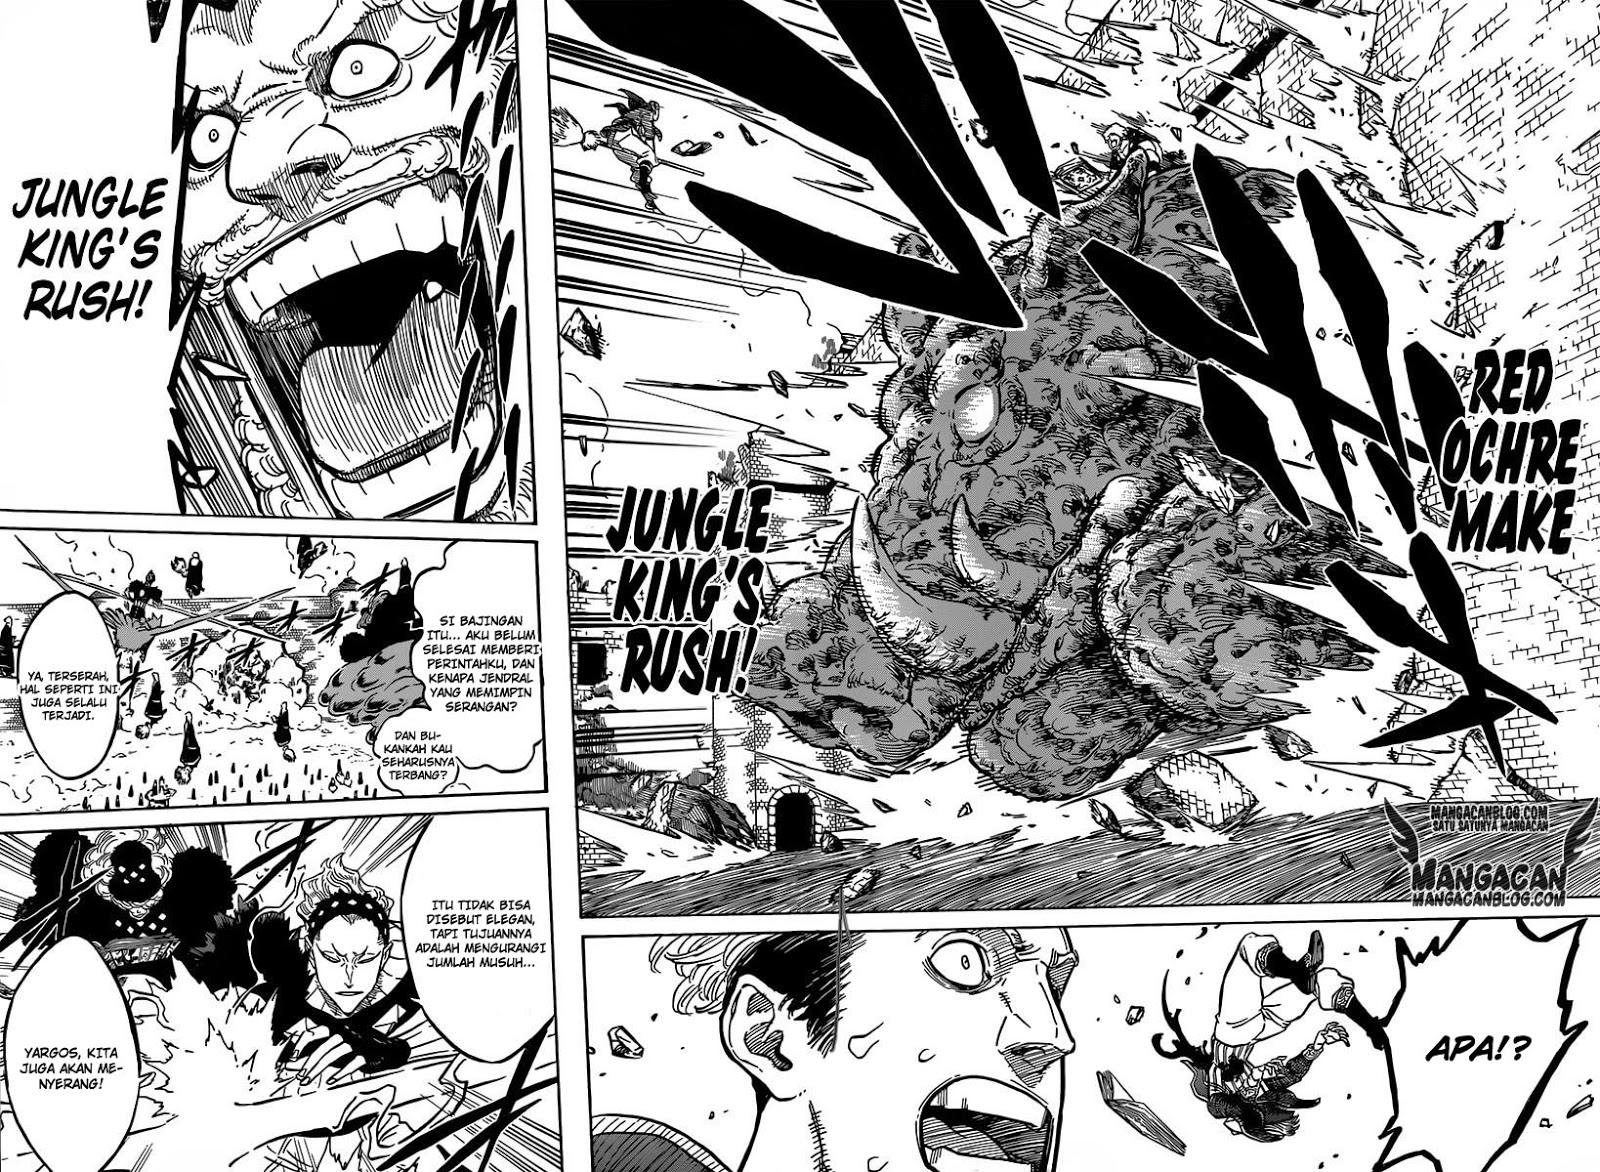 RED
OCHRE
MAKE
JUNGLE
KING'S
RUSH!
MANGACANBLOG.COM
SATU SATUNYA MANGACAN
MANGACAN
MANGACANBLOG.COM
APA!?
JUNGLE
KING'S
RUSH!
SI BAJINGAN
ITU... AKU BELUM
SELESAI MEMBERI
PERINTAHKU, DAN
KENAPA JENDRAL
YANG MEMIMPIN
SERANGAN?
DAN BU-
KANKAH KAU
SEHARUSNYA
TERBANG?
YA, TERSERAH,
HAL SEPERTI INI
JUGA SELALU
TERJADI.
ITU TIDAK BISA
DISEBUT ELEGAN,
TAPI TUJUANNYA
ADALAH MENGURANGI
JUMLAH MUSUH...
YARGOS, KITA
JUGA AKAN ME-
NYERANG!